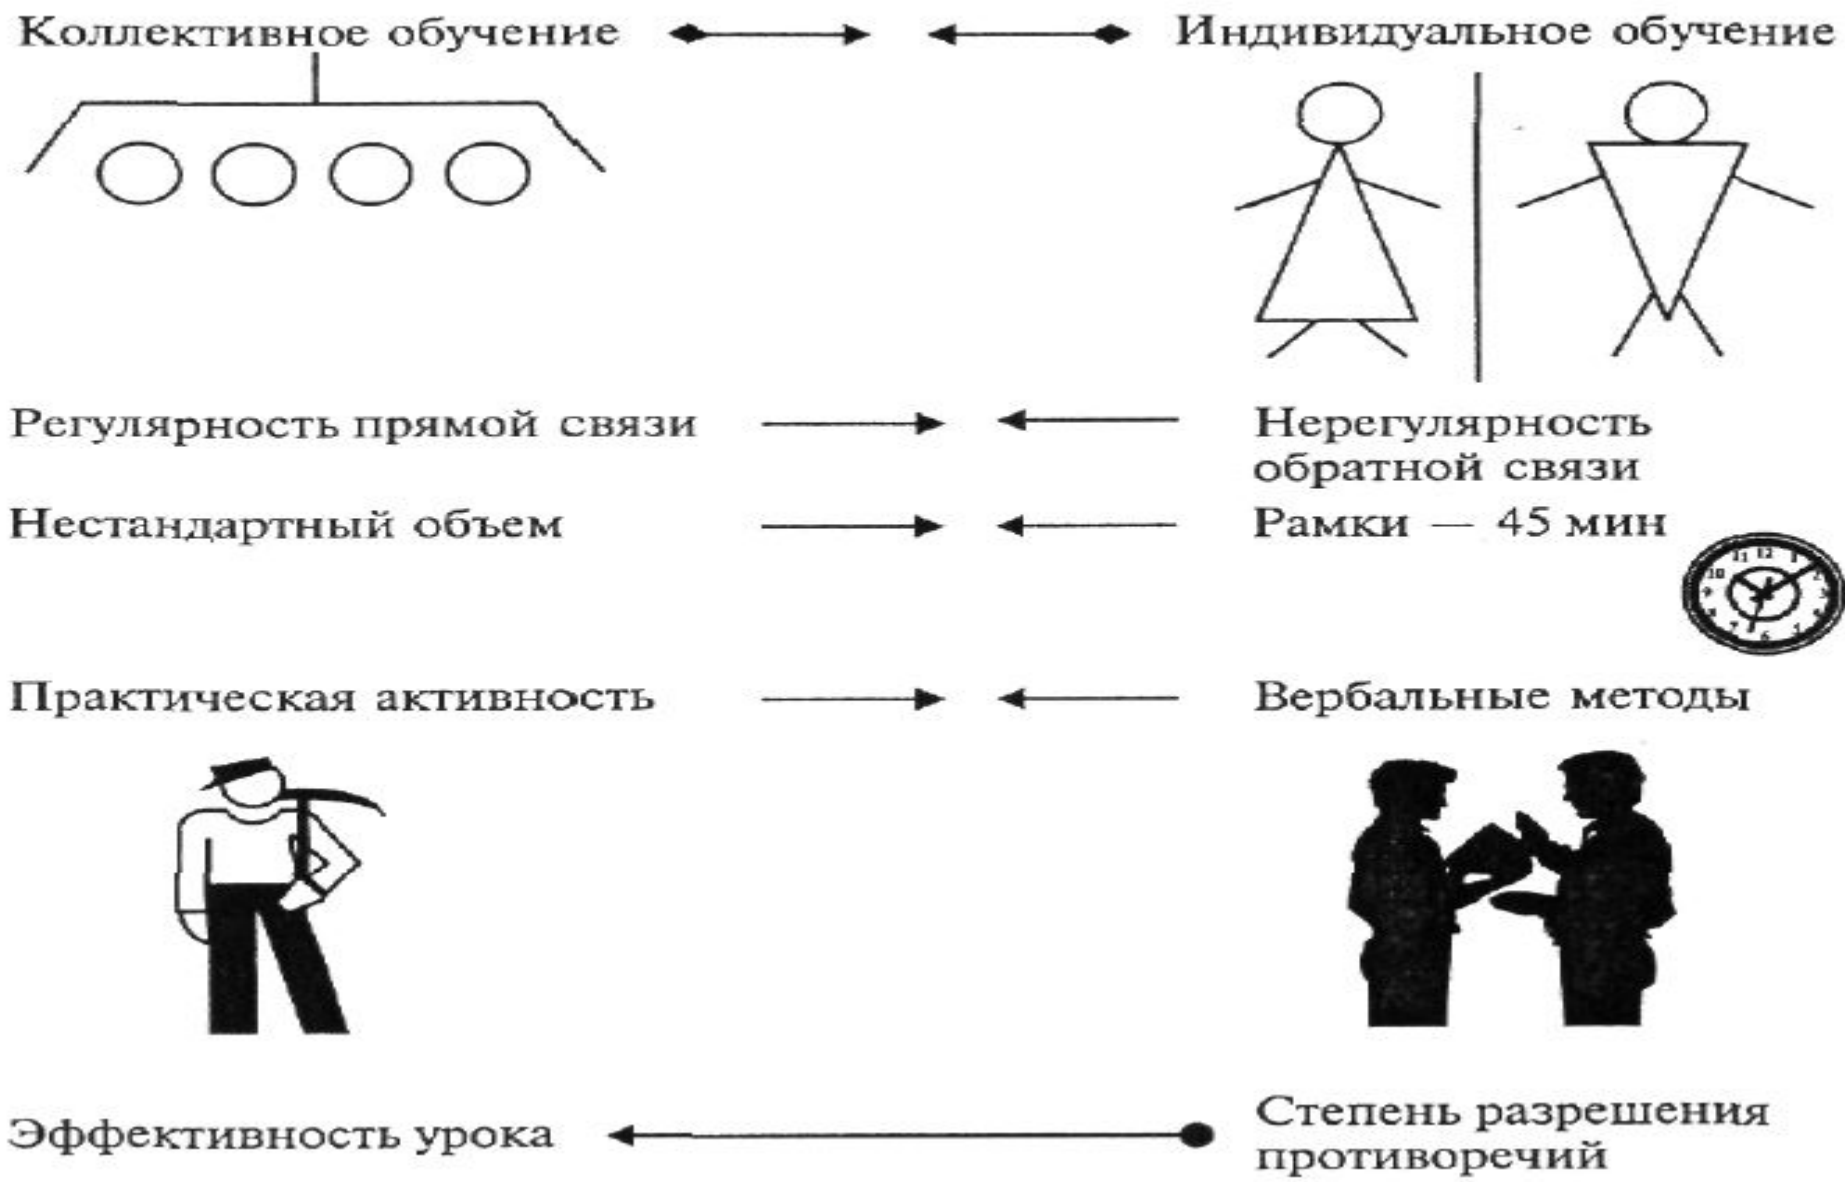 Коллективное обучение
Индивидуальное обучение
Регулярность прямой связи
Нерегулярность
обратной связи
Нестандартный объем
Рамки — 45 мин
Практическая активность
Вербальные методы
Эффективность урока
Степень разрешения
противоречий